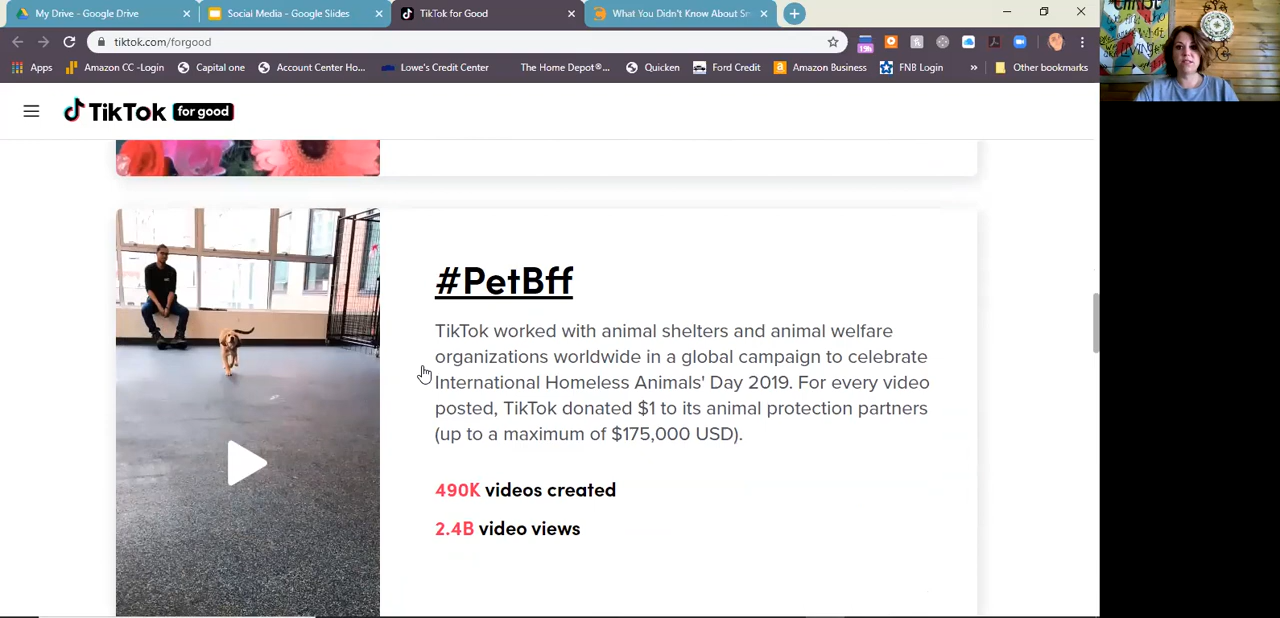 My Drive - Google Drive
Social Media - Google Slides
TikTok for Good
What You Didn't Know About Sn
tiktok.com/forgood
Apps
Amazon CC -Login
Capital one
Account Center Ho...
Lowe's Credit Center
The Home Depot®...
Quicken
Ford Credit
Amazon Business
FNB Login
»
Other bookmarks
TikTok for good
#PetBff
TikTok worked with animal shelters and animal welfare
organizations worldwide in a global campaign to celebrate
International Homeless Animals' Day 2019. For every video
posted, TikTok donated $1 to its animal protection partners
(up to a maximum of $175,000 USD).
490K videos created
2.4B video views